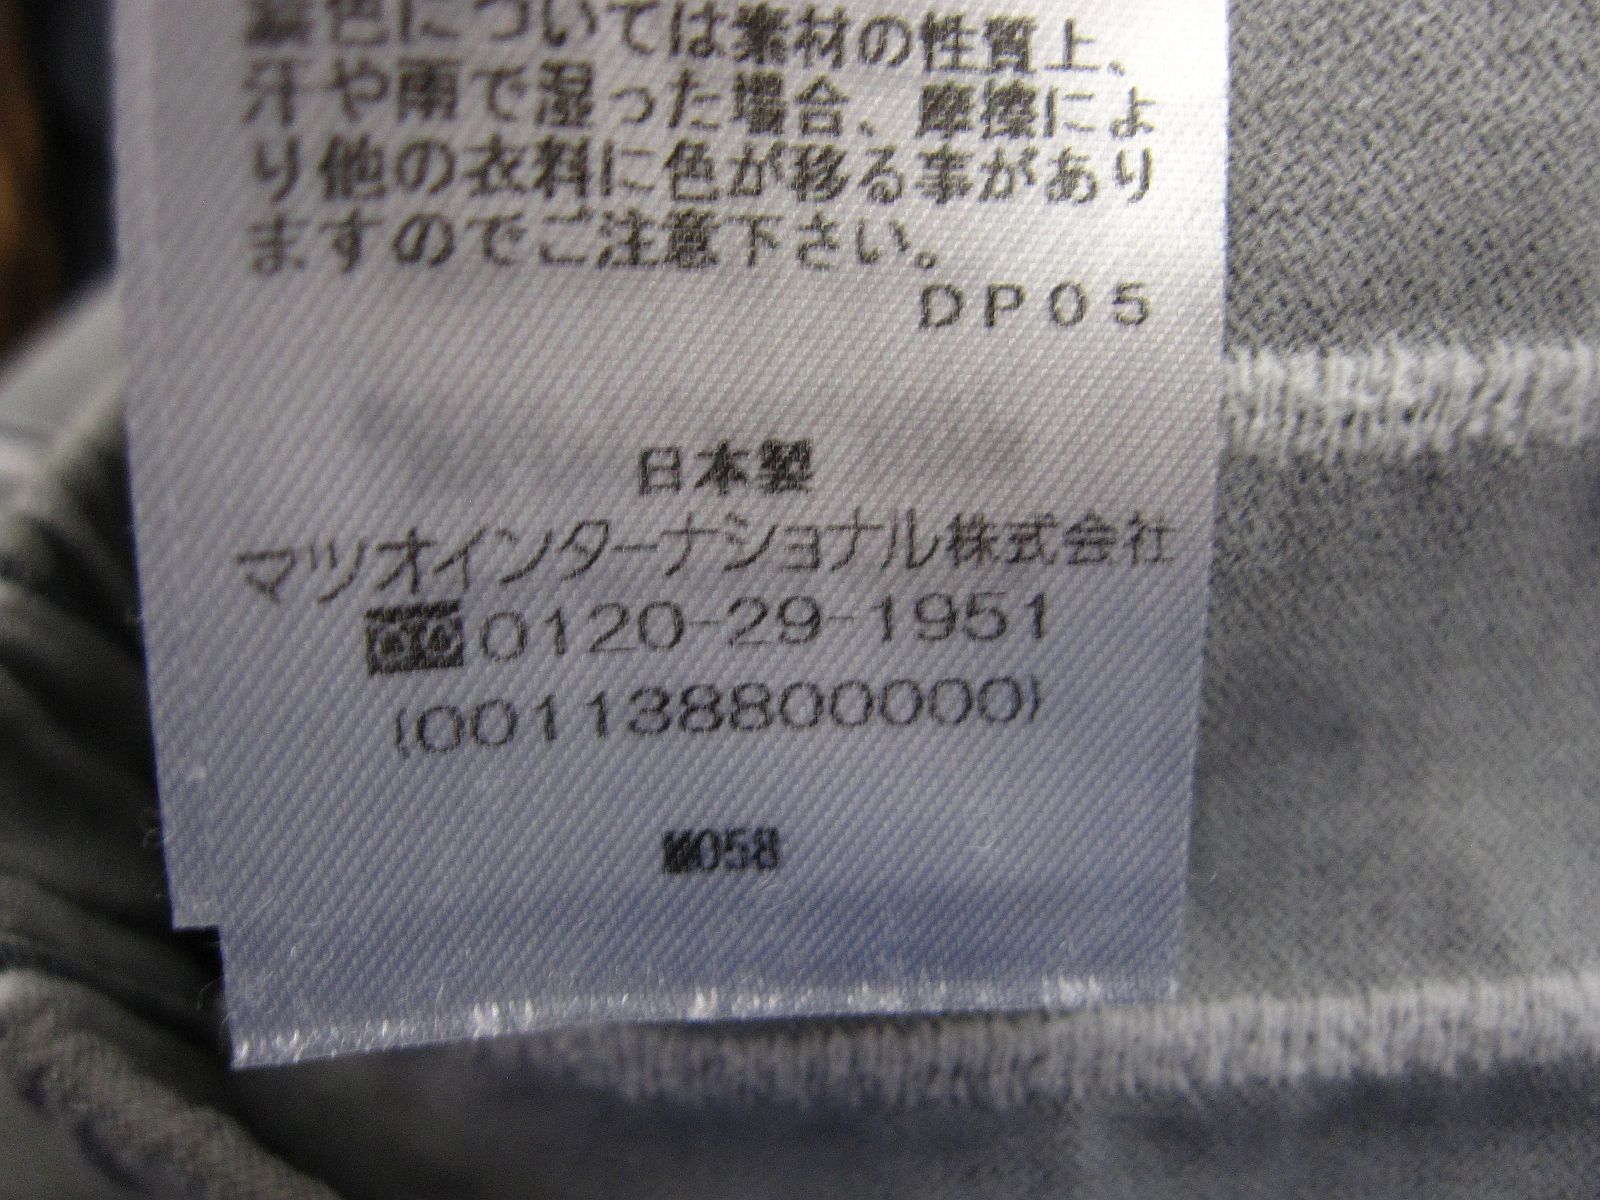 濃色については素材の性質上、
汗や雨で湿った場合、摩擦によ
り他の衣料に色が移る事があり
ますのでご注意下さい。
DP05
日本製
マツオインターナショナル株式会社
0120-29-1951
(001138800000)
M058